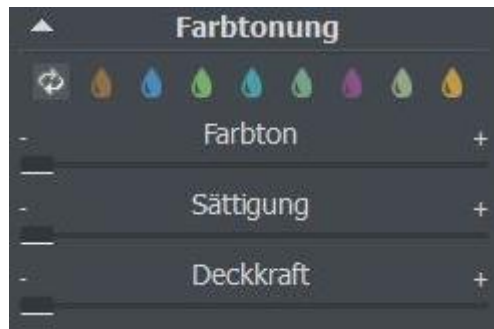 Farbtonung
- Farbton +
- Sättigung +
- Deckkraft +